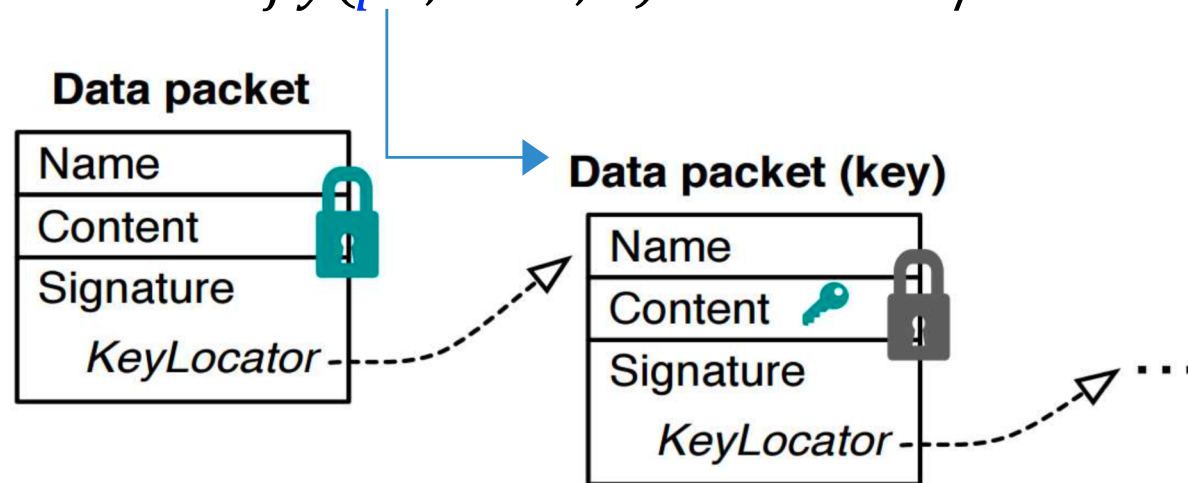 Data packet
Name
Content
Signature
KeyLocator
Data packet (key)
Name
Content
Signature
KeyLocator
...